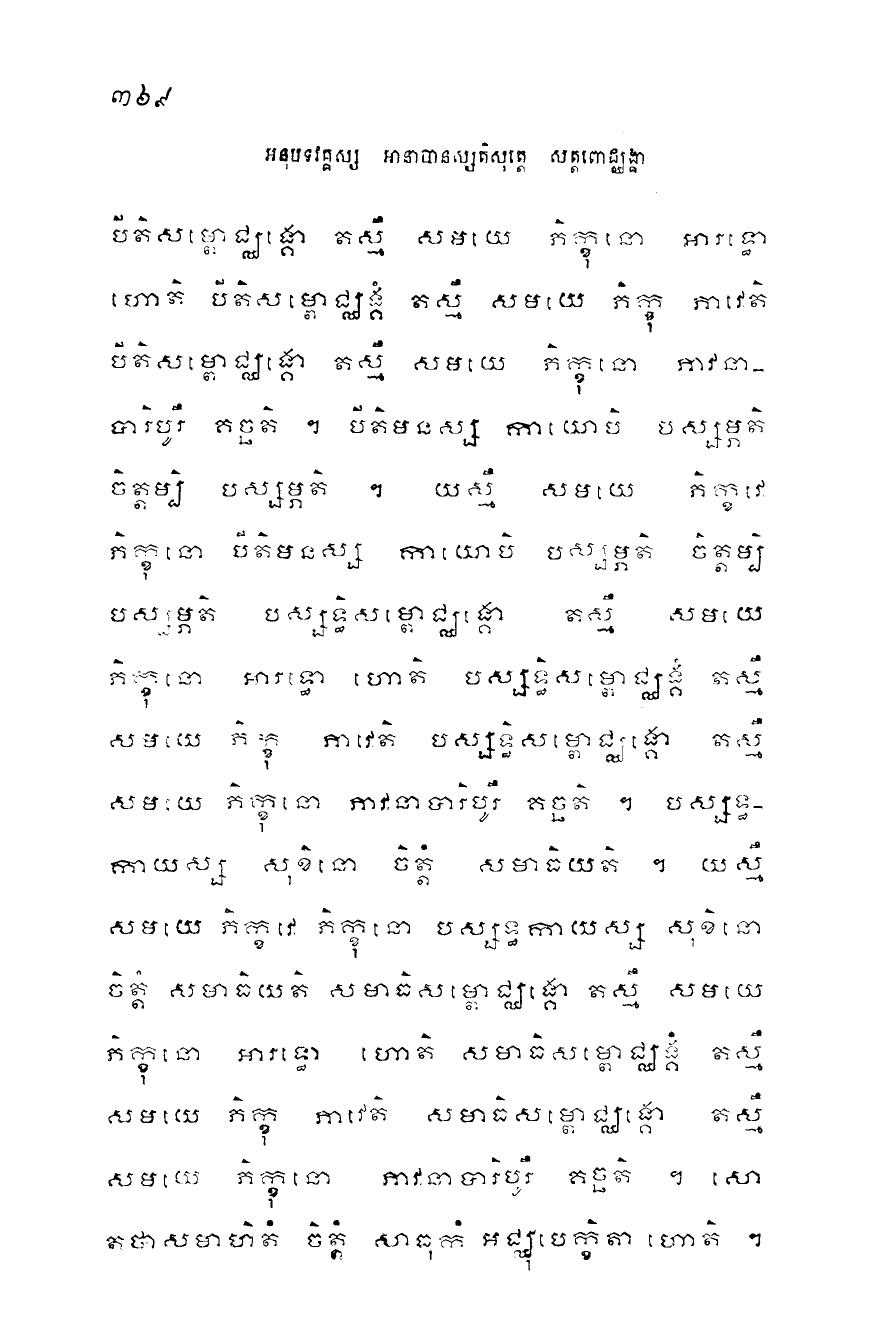 ៣៦៩
អនុបទវគ្គស្ស អានាបានស្សតិសុត្តេ សត្តពោជ្ឈង្គា
បីតិសម្ពោជ្ឈង្គោ តស្មឹ សមយេ ភិក្ខុនោ អារទ្ធោ
ហោតិ បីតិសម្ពោជ្ឈង្គំ តស្មឹ សមយេ ភិក្ខុ ភាវេតិ
បីតិសម្ពោជ្ឈង្គោ តស្មឹ សមយេ ភិក្ខុនោ ភាវនា-
បារិបូរឹ គច្ឆតិ ។ បីតិមនស្ស កាយោបិ បស្សម្ភតិ
ចិត្តម្បិ បស្សម្ភតិ ។ យស្មឹ សមយេ ភិក្ខវេ
ភិក្ខុនោ បីតិមនស្ស កាយោបិ បស្សម្ភតិ ចិត្តម្បិ
បស្សម្ភតិ បស្សទ្ធិសម្ពោជ្ឈង្គោ តស្មឹ សមយេ
ភិក្ខុនោ អារទ្ធោ ហោតិ បស្សទ្ធិសម្ពោជ្ឈង្គំ តស្មឹ
សមយេ ភិក្ខុ ភាវេតិ បស្សទ្ធិសម្ពោជ្ឈង្គោ តស្មឹ
សមយេ ភិក្ខុនោ ភាវនាបារិបូរឹ គច្ឆតិ ។ បស្សទ្ធ-
កាយស្ស សុខិនោ ចិត្តំ សមាធិយតិ ។ យស្មឹ
សមយេ ភិក្ខវេ ភិក្ខុនោ បស្សទ្ធកាយស្ស សុខិនោ
ចិត្តំ សមាធិយតិ សមាធិសម្ពោជ្ឈង្គោ តស្មឹ សមយេ
ភិក្ខុនោ អារទ្ធោ ហោតិ សមាធិសម្ពោជ្ឈង្គំ តស្មឹ
សមយេ ភិក្ខុ ភាវេតិ សមាធិសម្ពោជ្ឈង្គោ តស្មឹ
សមយេ ភិក្ខុនោ ភាវនាបារិបូរឹ គច្ឆតិ ។ សោ
តថាសមាហិតំ ចិត្តំ សាធុកំ អជ្ឈុបេក្ខិតា ហោតិ ។